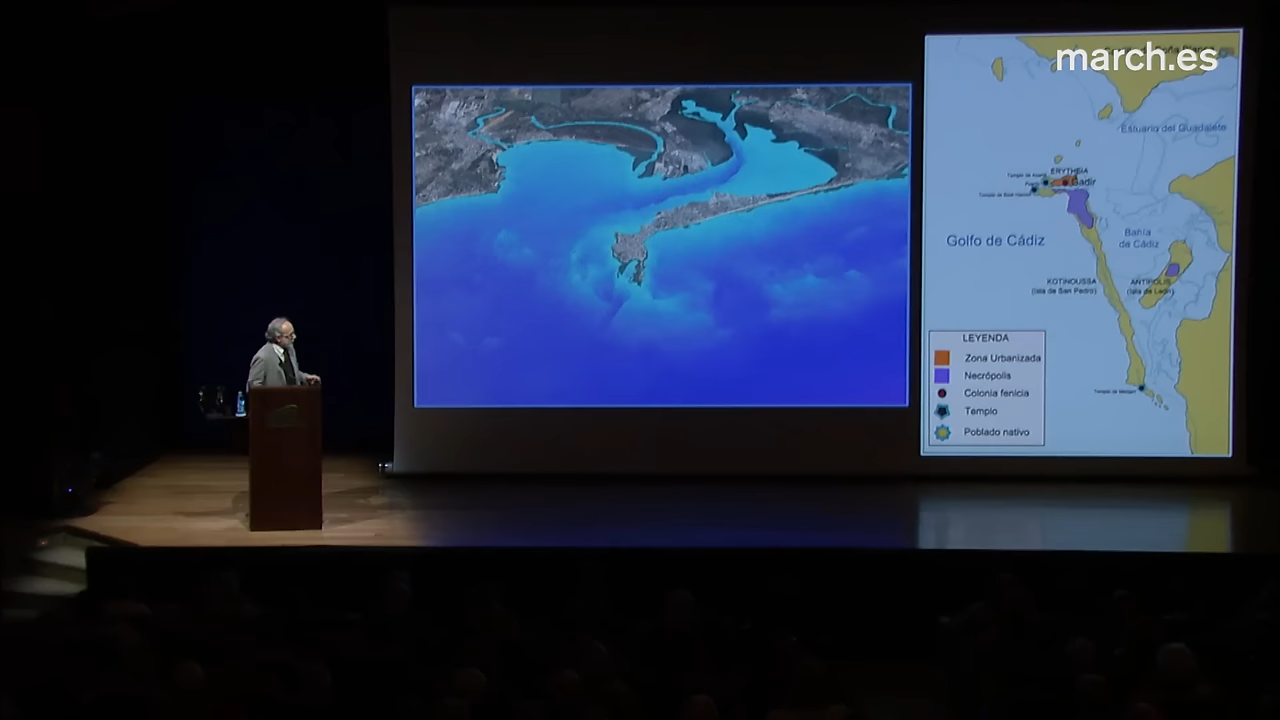 march.es
Estuario del Guadalete
ERYTHEIA
Gadir
Golfo de Cádiz
Bahía
de Cádiz
KOTINOUSSA
(Isla de San Pedro)
ANTIPOLIS
(Isla de León)
LEYENDA
Zona Urbanizada
Necrópolis
Colonia fenicia
Templo
Poblado nativo